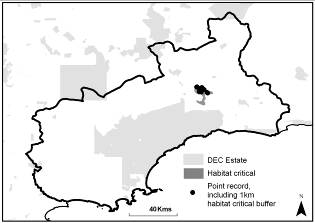 DEC Estate
Habitat critical
Point record,
including 1km
habitat critical buffer
40 Kms
N